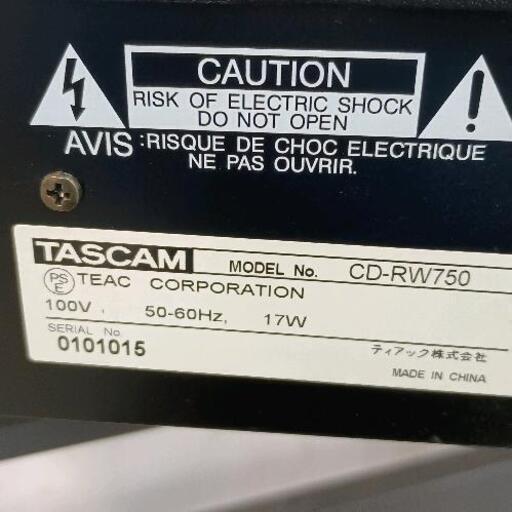 CAUTION
RISK OF ELECTRIC SHOCK
DO NOT OPEN
AVIS :RISQUE DE CHOC ELECTRIQUE
NE PAS OUVRIR.
TASCAM MODEL No. CD-RW750
PSE TEAC CORPORATION
100V, 50-60Hz, 17W
SERIAL No.
0101015
ティアック株式会社
MADE IN CHINA